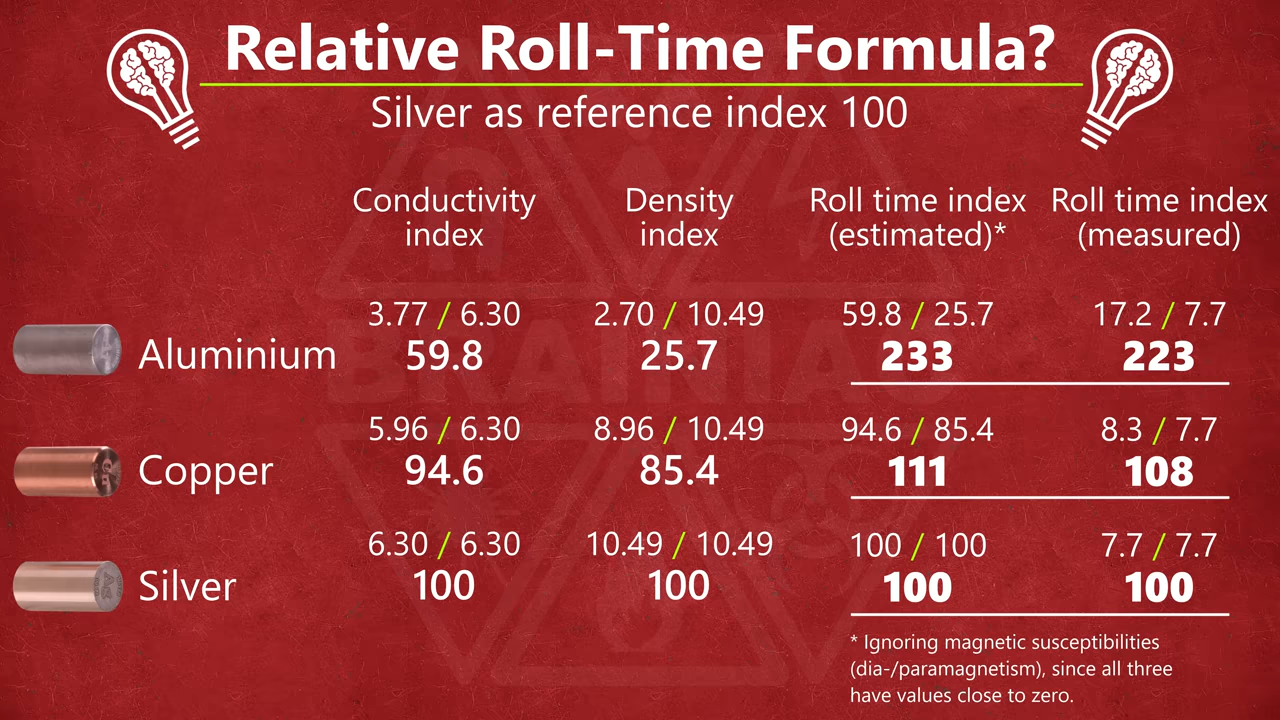 Relative Roll-Time Formula?
Silver as reference index 100
Conductivity index
Density index
Roll time index (estimated)*
Roll time index (measured)
3.77 / 6.30
2.70 / 10.49
59.8 / 25.7
17.2 / 7.7
Aluminium
59.8
25.7
233
223
5.96 / 6.30
8.96 / 10.49
94.6 / 85.4
8.3 / 7.7
Copper
94.6
85.4
111
108
6.30 / 6.30
10.49 / 10.49
100 / 100
7.7 / 7.7
Silver
100
100
100
100
* Ignoring magnetic susceptibilities
(dia-/paramagnetism), since all three
have values close to zero.